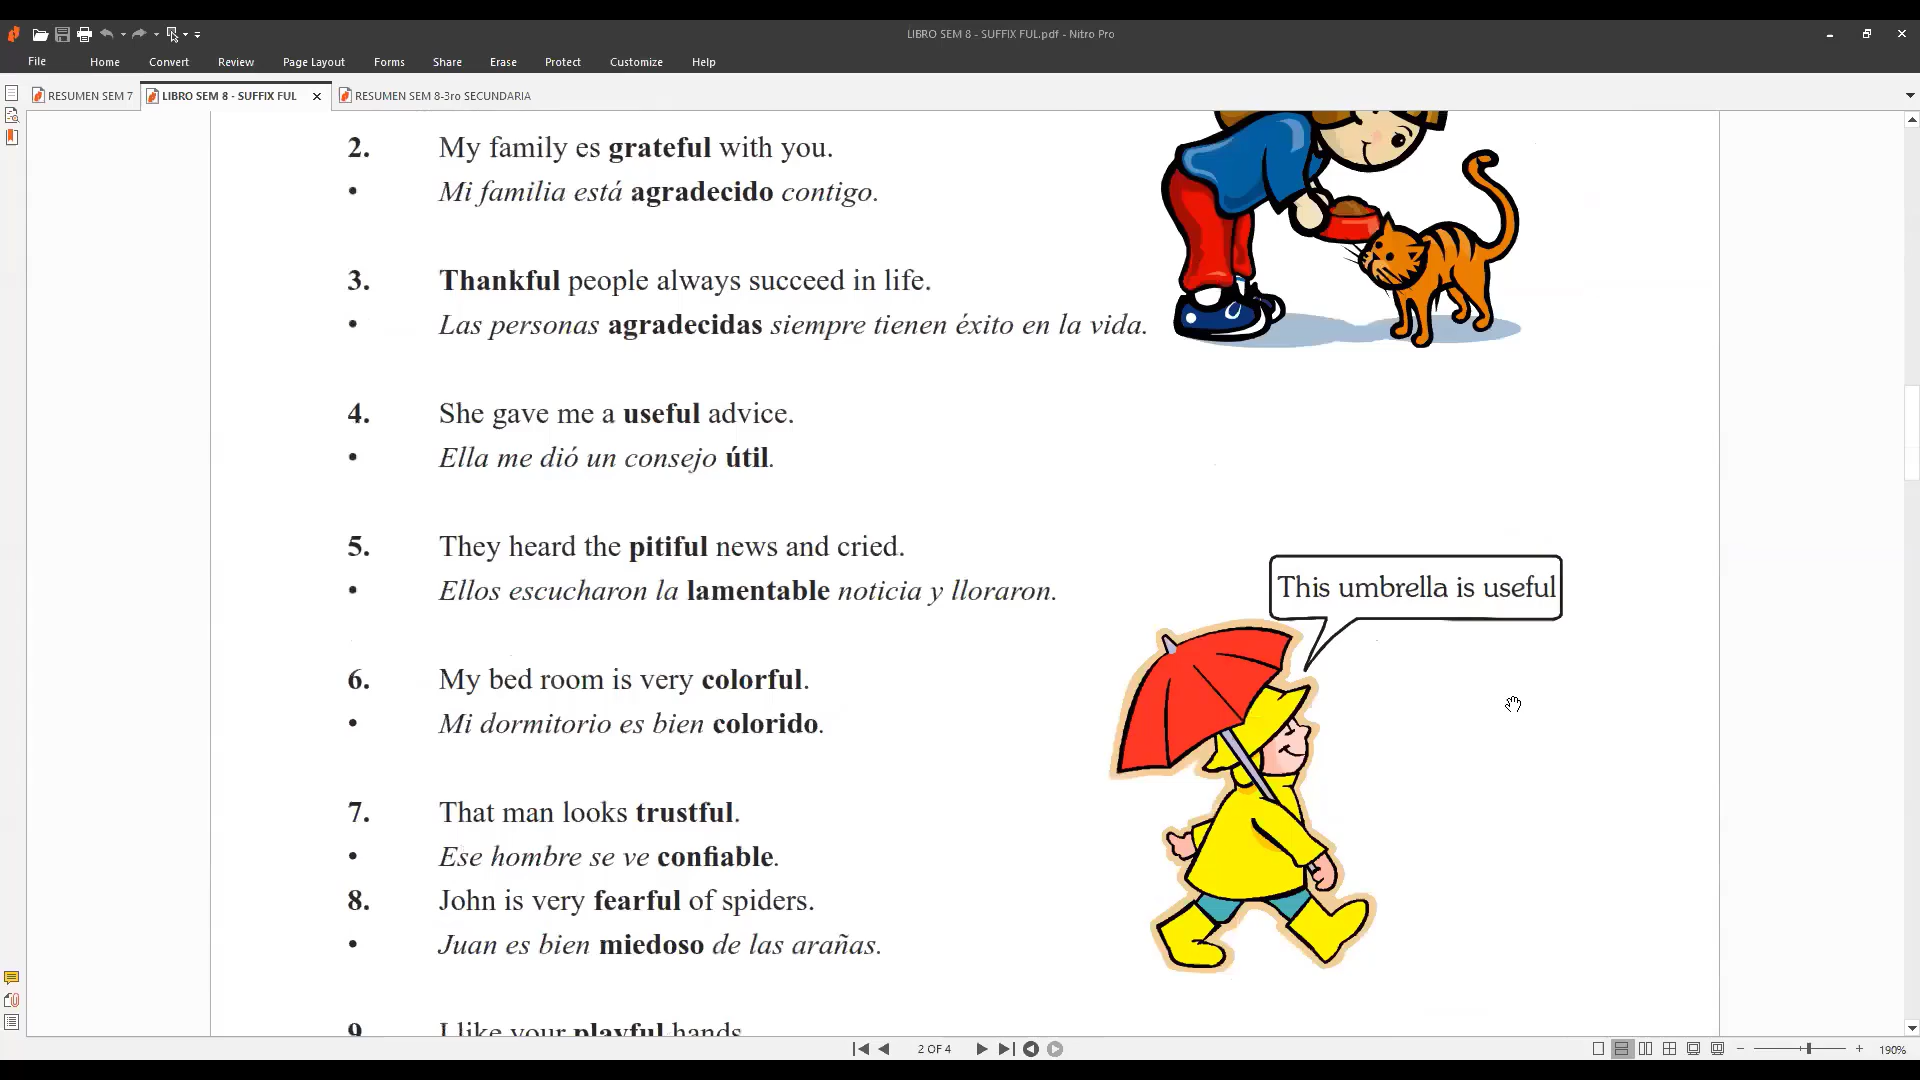 LIBRO SEM 8 - SUFFIX FUL.pdf - Nitro Pro
File Home Convert Review Page Layout Forms Share Erase Protect Customize Help
RESUMEN SEM 7 LIBRO SEM 8 - SUFFIX FUL RESUMEN SEM 8-3ro SECUNDARIA
2. My family es grateful with you.
• Mi familia está agradecido contigo.
3. Thankful people always succeed in life.
• Las personas agradecidas siempre tienen éxito en la vida.
4. She gave me a useful advice.
• Ella me dió un consejo útil.
5. They heard the pitiful news and cried.
• Ellos escucharon la lamentable noticia y lloraron.
This umbrella is useful
6. My bed room is very colorful.
• Mi dormitorio es bien colorido.
7. That man looks trustful.
• Ese hombre se ve confiable.
8. John is very fearful of spiders.
• Juan es bien miedoso de las arañas.
9. I like your playful hands
2 OF 4
190%